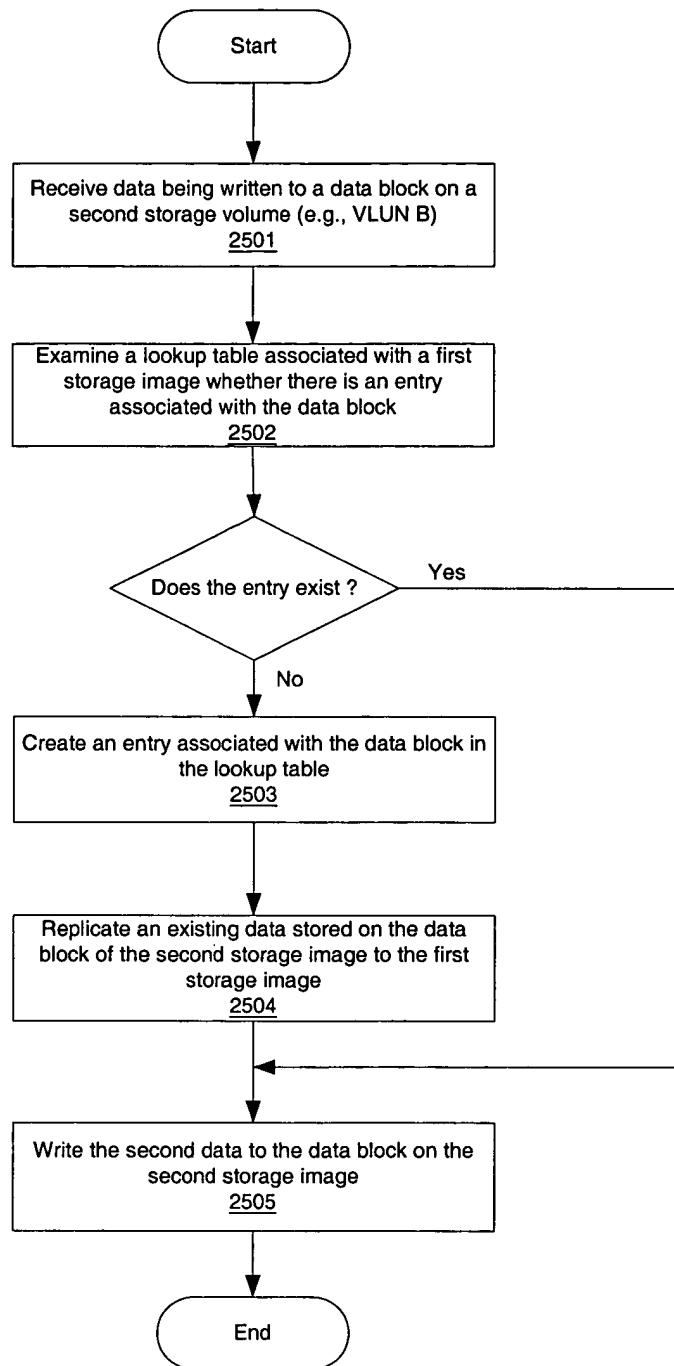 Start
Receive data being written to a data block on a
second storage volume (e.g., VLUN B)
2501
Examine a lookup table associated with a first
storage image whether there is an entry
associated with the data block
2502
Does the entry exist ?
Yes
No
Create an entry associated with the data block in
the lookup table
2503
Replicate an existing data stored on the data
block of the second storage image to the first
storage image
2504
Write the second data to the data block on the
second storage image
2505
End